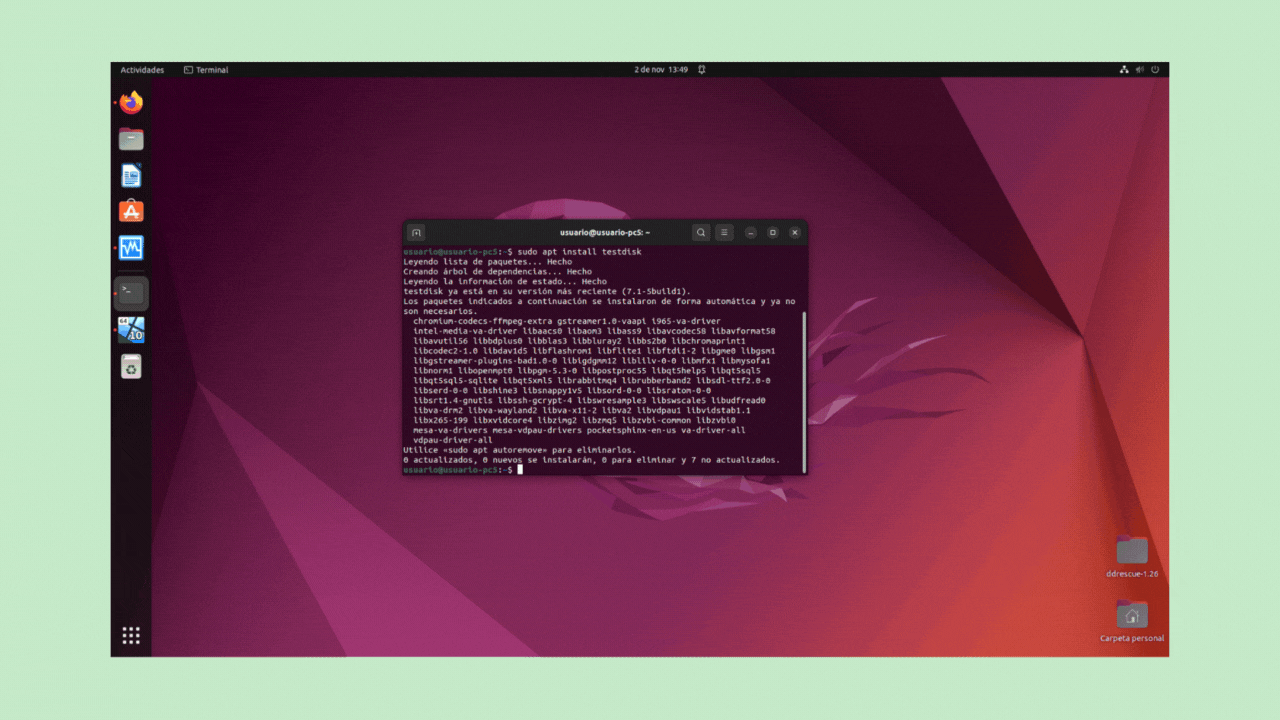 Actividades
Terminal
2 de nov 13:49
usuario@usuario-pc5: ~
usuario@usuario-pc5:~$ sudo apt install testdisk
Leyendo lista de paquetes... Hecho
Creando árbol de dependencias... Hecho
Leyendo la información de estado... Hecho
testdisk ya está en su versión más reciente (7.1-5build1).
Los paquetes indicados a continuación se instalaron de forma automática y ya no
son necesarios.
chromium-codecs-ffmpeg-extra gstreamer1.0-vaapi i965-va-driver
intel-media-va-driver libaacs0 libaom3 libass9 libavcodec58 libavformat58
libavutil56 libbdplus0 libblas3 libbluray2 libbs2b0 libchromaprint1
libcodec2-1.0 libdav1d5 libflashrom1 libflite1 libftdi1-2 libgme0 libgsm1
libgstreamer-plugins-bad1.0-0 libigdgmm12 liblilv-0-0 libmfx1 libmysofa1
libnorm1 libopenmpt0 libpgm-5.3-0 libpostproc55 libqt5help5 libqt5sql5
libqt5sql5-sqlite libqt5xml5 librabbitmq4 librubberband2 libsdl-ttf2.0-0
libserd-0-0 libshine3 libsnappy1v5 libsord-0-0 libsratom-0-0
libsrt1.4-gnutls libssh-gcrypt-4 libswresample3 libswscale5 libudfread0
libva-drm2 libva-wayland2 libva-x11-2 libva2 libvdpau1 libvidstab1.1
libx265-199 libxvidcore4 libzimg2 libzmq5 libzvbi-common libzvbi0
mesa-va-drivers mesa-vdpau-drivers pocketsphinx-en-us va-driver-all
vdpau-driver-all
Utilice «sudo apt autoremove» para eliminarlos.
0 actualizados, 0 nuevos se instalarán, 0 para eliminar y 7 no actualizados.
usuario@usuario-pc5:~$
64
10
ddrescue-1.26
Carpeta personal